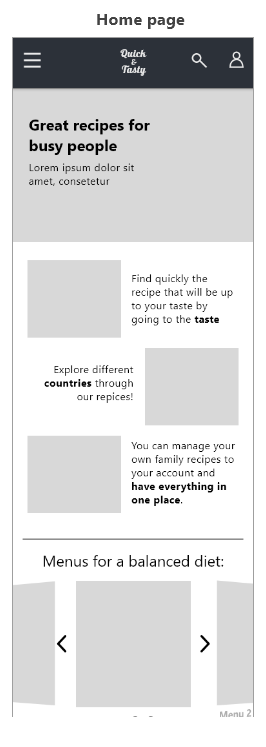 Home page
Quick
&
Tasty
Great recipes for
busy people
Lorem ipsum dolor sit
amet, consetetur
Find quickly the
recipe that will be up
to your taste by
going to the taste
Explore different
countries through
our repices!
You can manage your
own family recipes to
your account and
have everything in
one place.
Menus for a balanced diet:
Menu 2